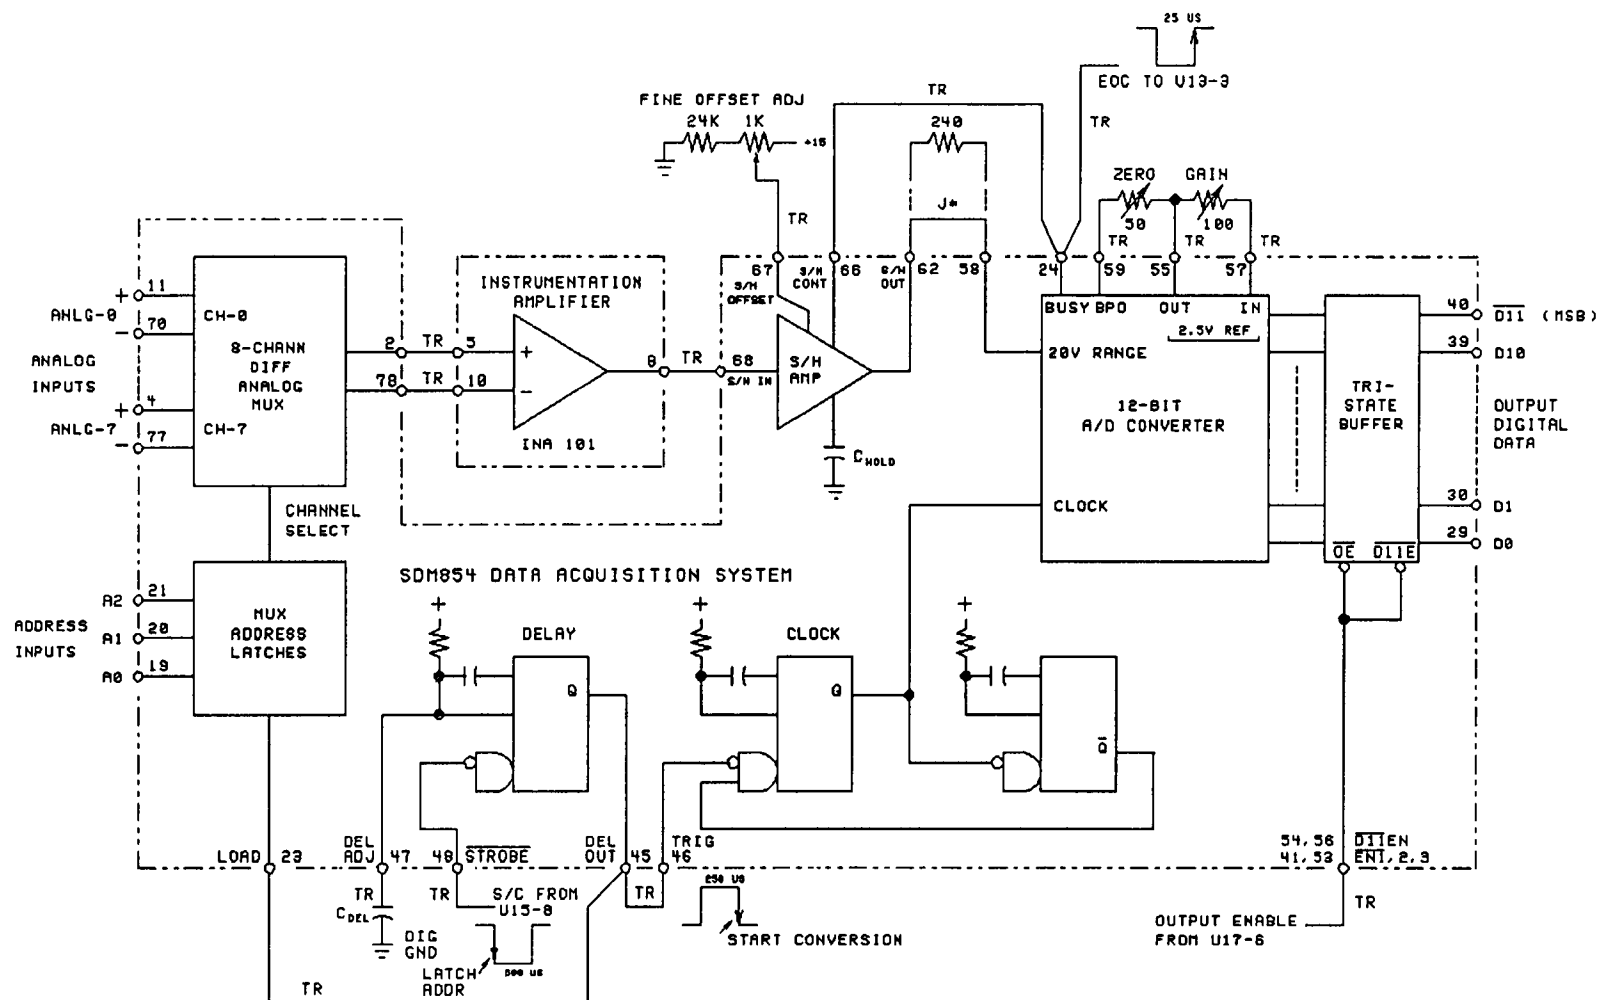 25 US
EOC TO U13-3
TR
TR
FINE OFFSET ADJ
24K 1K
+15
240
J*
ZERO GAIN
50 100
TR
TR TR TR
67 S/H CONT 66 S/H OUT 62 58 24 59 55 57
S/H OFFSET
INSTRUMENTATION
AMPLIFIER
+
-
INA 101
+ 11
ANLG-0
- 70
ANALOG
INPUTS
+ 4
ANLG-7
- 77
CH-0
8-CHANN
DIFF
ANALOG
MUX
CH-7
2 TR 5
78 TR 10
8 TR 68
S/H IN
S/H
AMP
C HOLD
BUSY BPO OUT IN
2.5V REF
20V RANGE
12-BIT
A/D CONVERTER
CLOCK
TRI-
STATE
BUFFER
OE D11E
40 D11 (MSB)
39 D10
OUTPUT
DIGITAL
DATA
30 D1
29 D0
CHANNEL
SELECT
SDM854 DATA ACQUISITION SYSTEM
A2 21
ADDRESS
INPUTS
A1 20
A0 19
MUX
ADDRESS
LATCHES
+ + +
DELAY CLOCK
Q Q Q
LOAD 23
DEL
ADJ 47
48 STROBE
DEL
OUT 45
TRIG
46
54,56 D11EN
41,53 EN1,2,3
TR
C DEL
DIG
GND
TR
S/C FROM
U15-8
LATCH
ADDR
500 US
TR
250 US
START CONVERSION
TR
OUTPUT ENABLE
FROM U17-6
TR